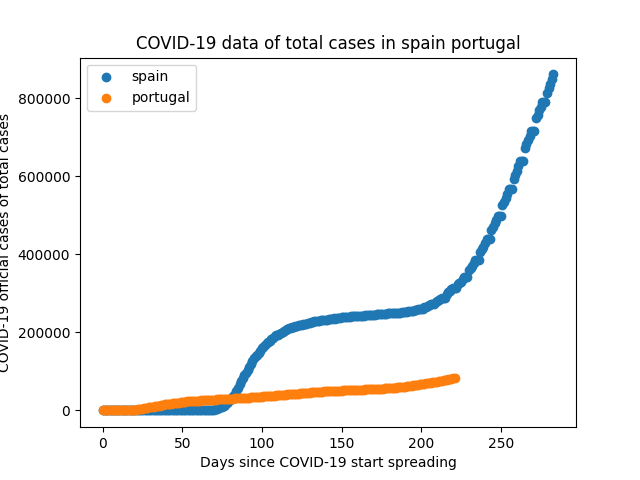 COVID-19 data of total cases in spain portugal
spain
portugal
COVID-19 official cases of total cases
800000
600000
400000
200000
0
0 50 100 150 200 250
Days since COVID-19 start spreading